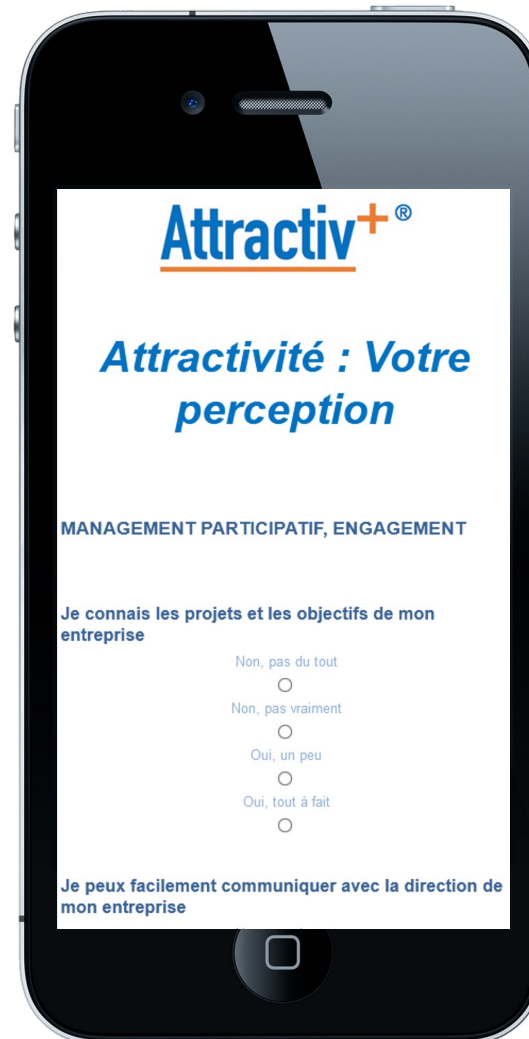 Attractiv+®
Attractivité : Votre
perception
MANAGEMENT PARTICIPATIF, ENGAGEMENT
Je connais les projets et les objectifs de mon
entreprise
Non, pas du tout
Non, pas vraiment
Oui, un peu
Oui, tout à fait
Je peux facilement communiquer avec la direction de
mon entreprise